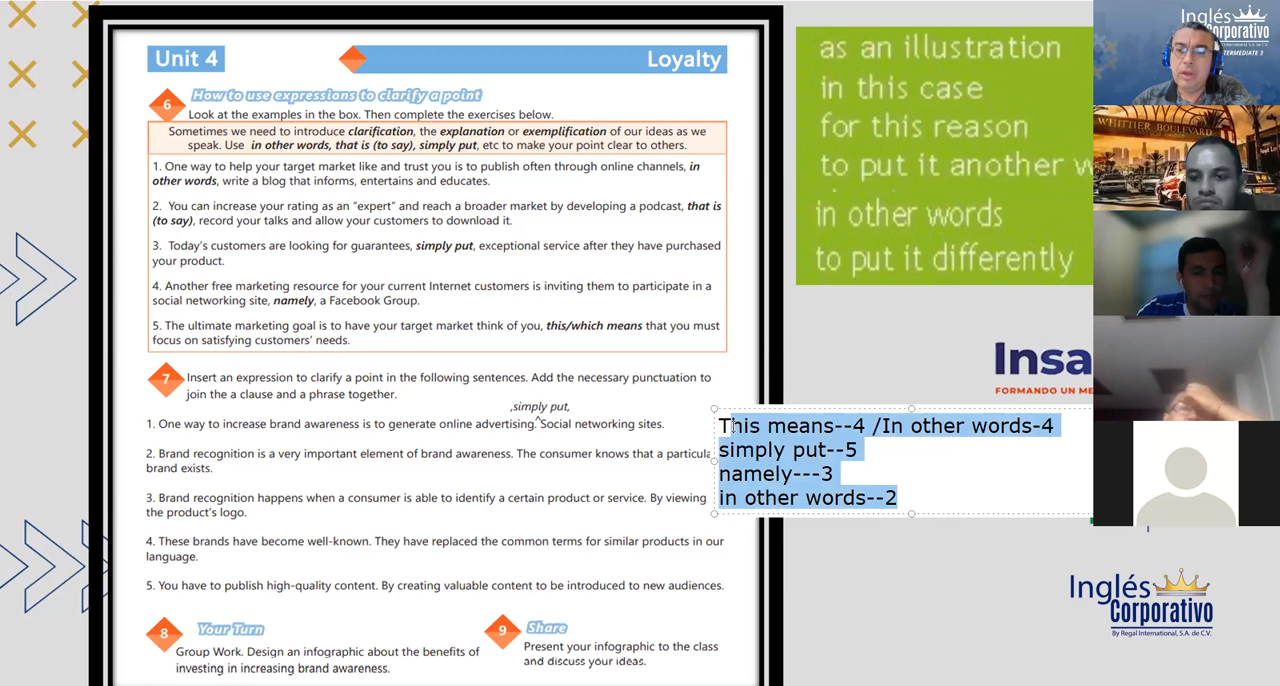 Unit 4
Loyalty
6
How to use expressions to clarify a point
Look at the examples in the box. Then complete the exercises below.
Sometimes we need to introduce clarification, the explanation or exemplification of our ideas as we
speak. Use in other words, that is (to say), simply put, etc to make your point clear to others.
1. One way to help your target market like and trust you is to publish often through online channels, in
other words, write a blog that informs, entertains and educates.
2. You can increase your rating as an “expert” and reach a broader market by developing a podcast, that is
(to say), record your talks and allow your customers to download it.
3. Today’s customers are looking for guarantees, simply put, exceptional service after they have purchased
your product.
4. Another free marketing resource for your current Internet customers is inviting them to participate in a
social networking site, namely, a Facebook Group.
5. The ultimate marketing goal is to have your target market think of you, this/which means that you must
focus on satisfying customers’ needs.
7
Insert an expression to clarify a point in the following sentences. Add the necessary punctuation to
join the a clause and a phrase together.
,simply put,
1. One way to increase brand awareness is to generate online advertising.^Social networking sites.
2. Brand recognition is a very important element of brand awareness. The consumer knows that a particula
brand exists.
3. Brand recognition happens when a consumer is able to identify a certain product or service. By viewing
the product’s logo.
4. These brands have become well-known. They have replaced the common terms for similar products in our
language.
5. You have to publish high-quality content. By creating valuable content to be introduced to new audiences.
8
Your Turn
Group Work. Design an infographic about the benefits of
investing in increasing brand awareness.
9
Share
Present your infographic to the class
and discuss your ideas.
as an illustration
in this case
for this reason
to put it another w
in other words
to put it differently
Insa
FORMANDO UN ME
This means--4 /In other words-4
simply put--5
namely---3
in other words--2
Inglés
Corporativo
By Regal International, S.A. de C.V.
Inglés
Corporativo
TERMEDIATE 3
WHITTIER BOULEVARD